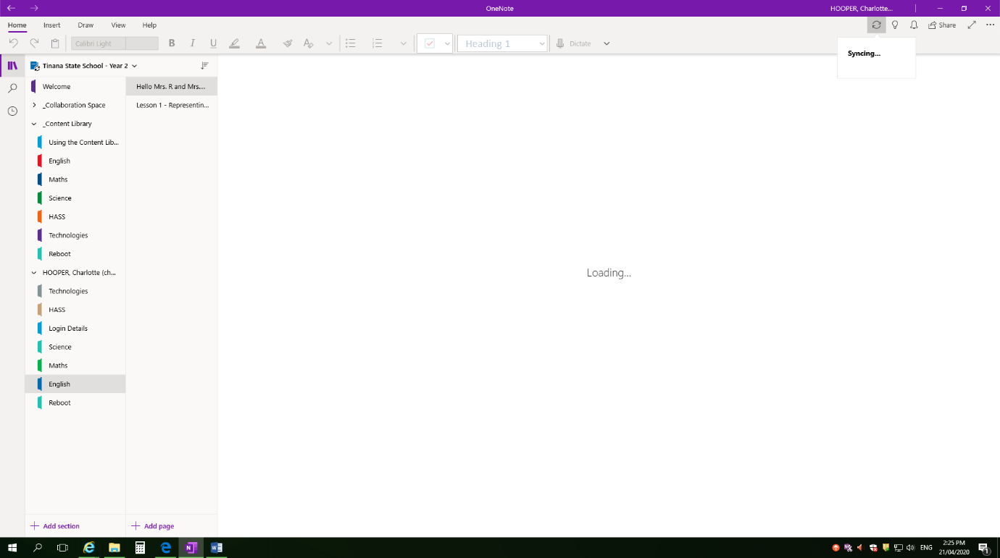 OneNote
HOOPER, Charlotte...
Home
Insert
Draw
View
Help
Share
Calibri Light
B
I
U
A
Heading 1
Dictate
Syncing...
Tinana State School - Year 2
Welcome
_Collaboration Space
_Content Library
Using the Content Lib...
English
Maths
Science
HASS
Technologies
Reboot
HOOPER, Charlotte (ch...
Technologies
HASS
Login Details
Science
Maths
English
Reboot
Add section
Hello Mrs. R and Mrs....
Lesson 1 - Representin...
Add page
Loading...
ENG
2:25 PM
21/04/2020
1